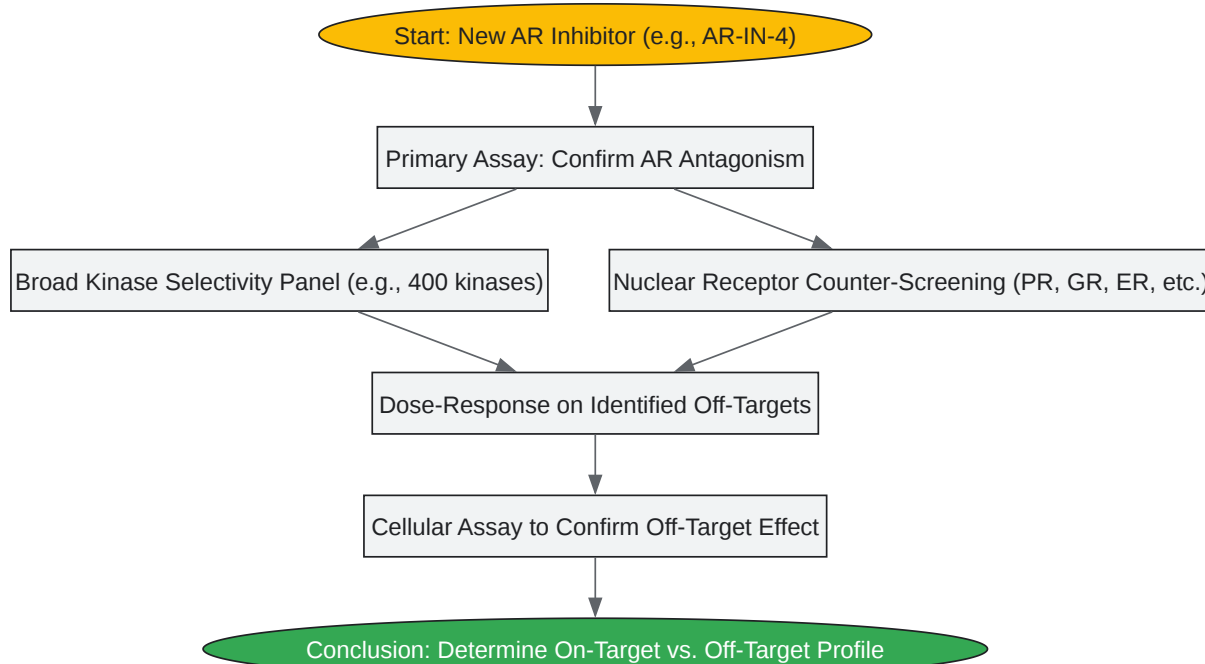 Start: New AR Inhibitor (e.g., AR-IN-4)
Primary Assay: Confirm AR Antagonism
Broad Kinase Selectivity Panel (e.g., 400 kinases)
Nuclear Receptor Counter-Screening (PR, GR, ER, etc.)
Dose-Response on Identified Off-Targets
Cellular Assay to Confirm Off-Target Effect
Conclusion: Determine On-Target vs. Off-Target Profile